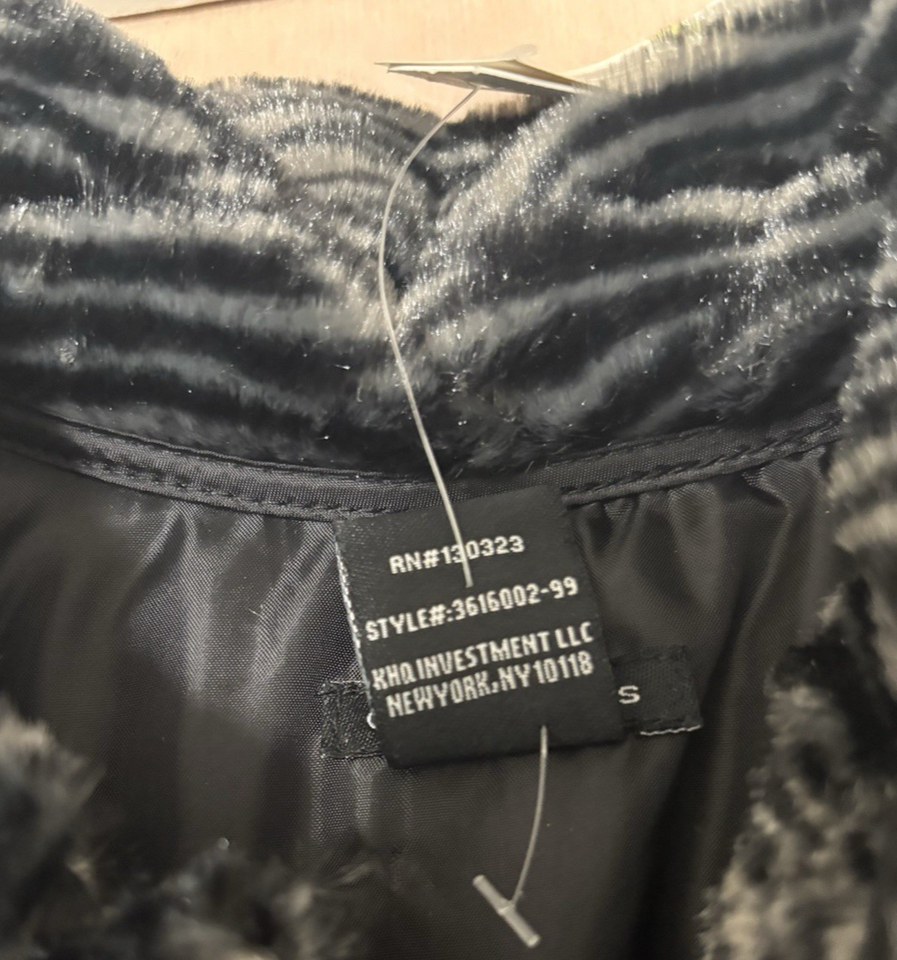 RN#130323
STYLE#:3616002-99
KHQ INVESTMENT LLC
NEWYORK,NY10118
S